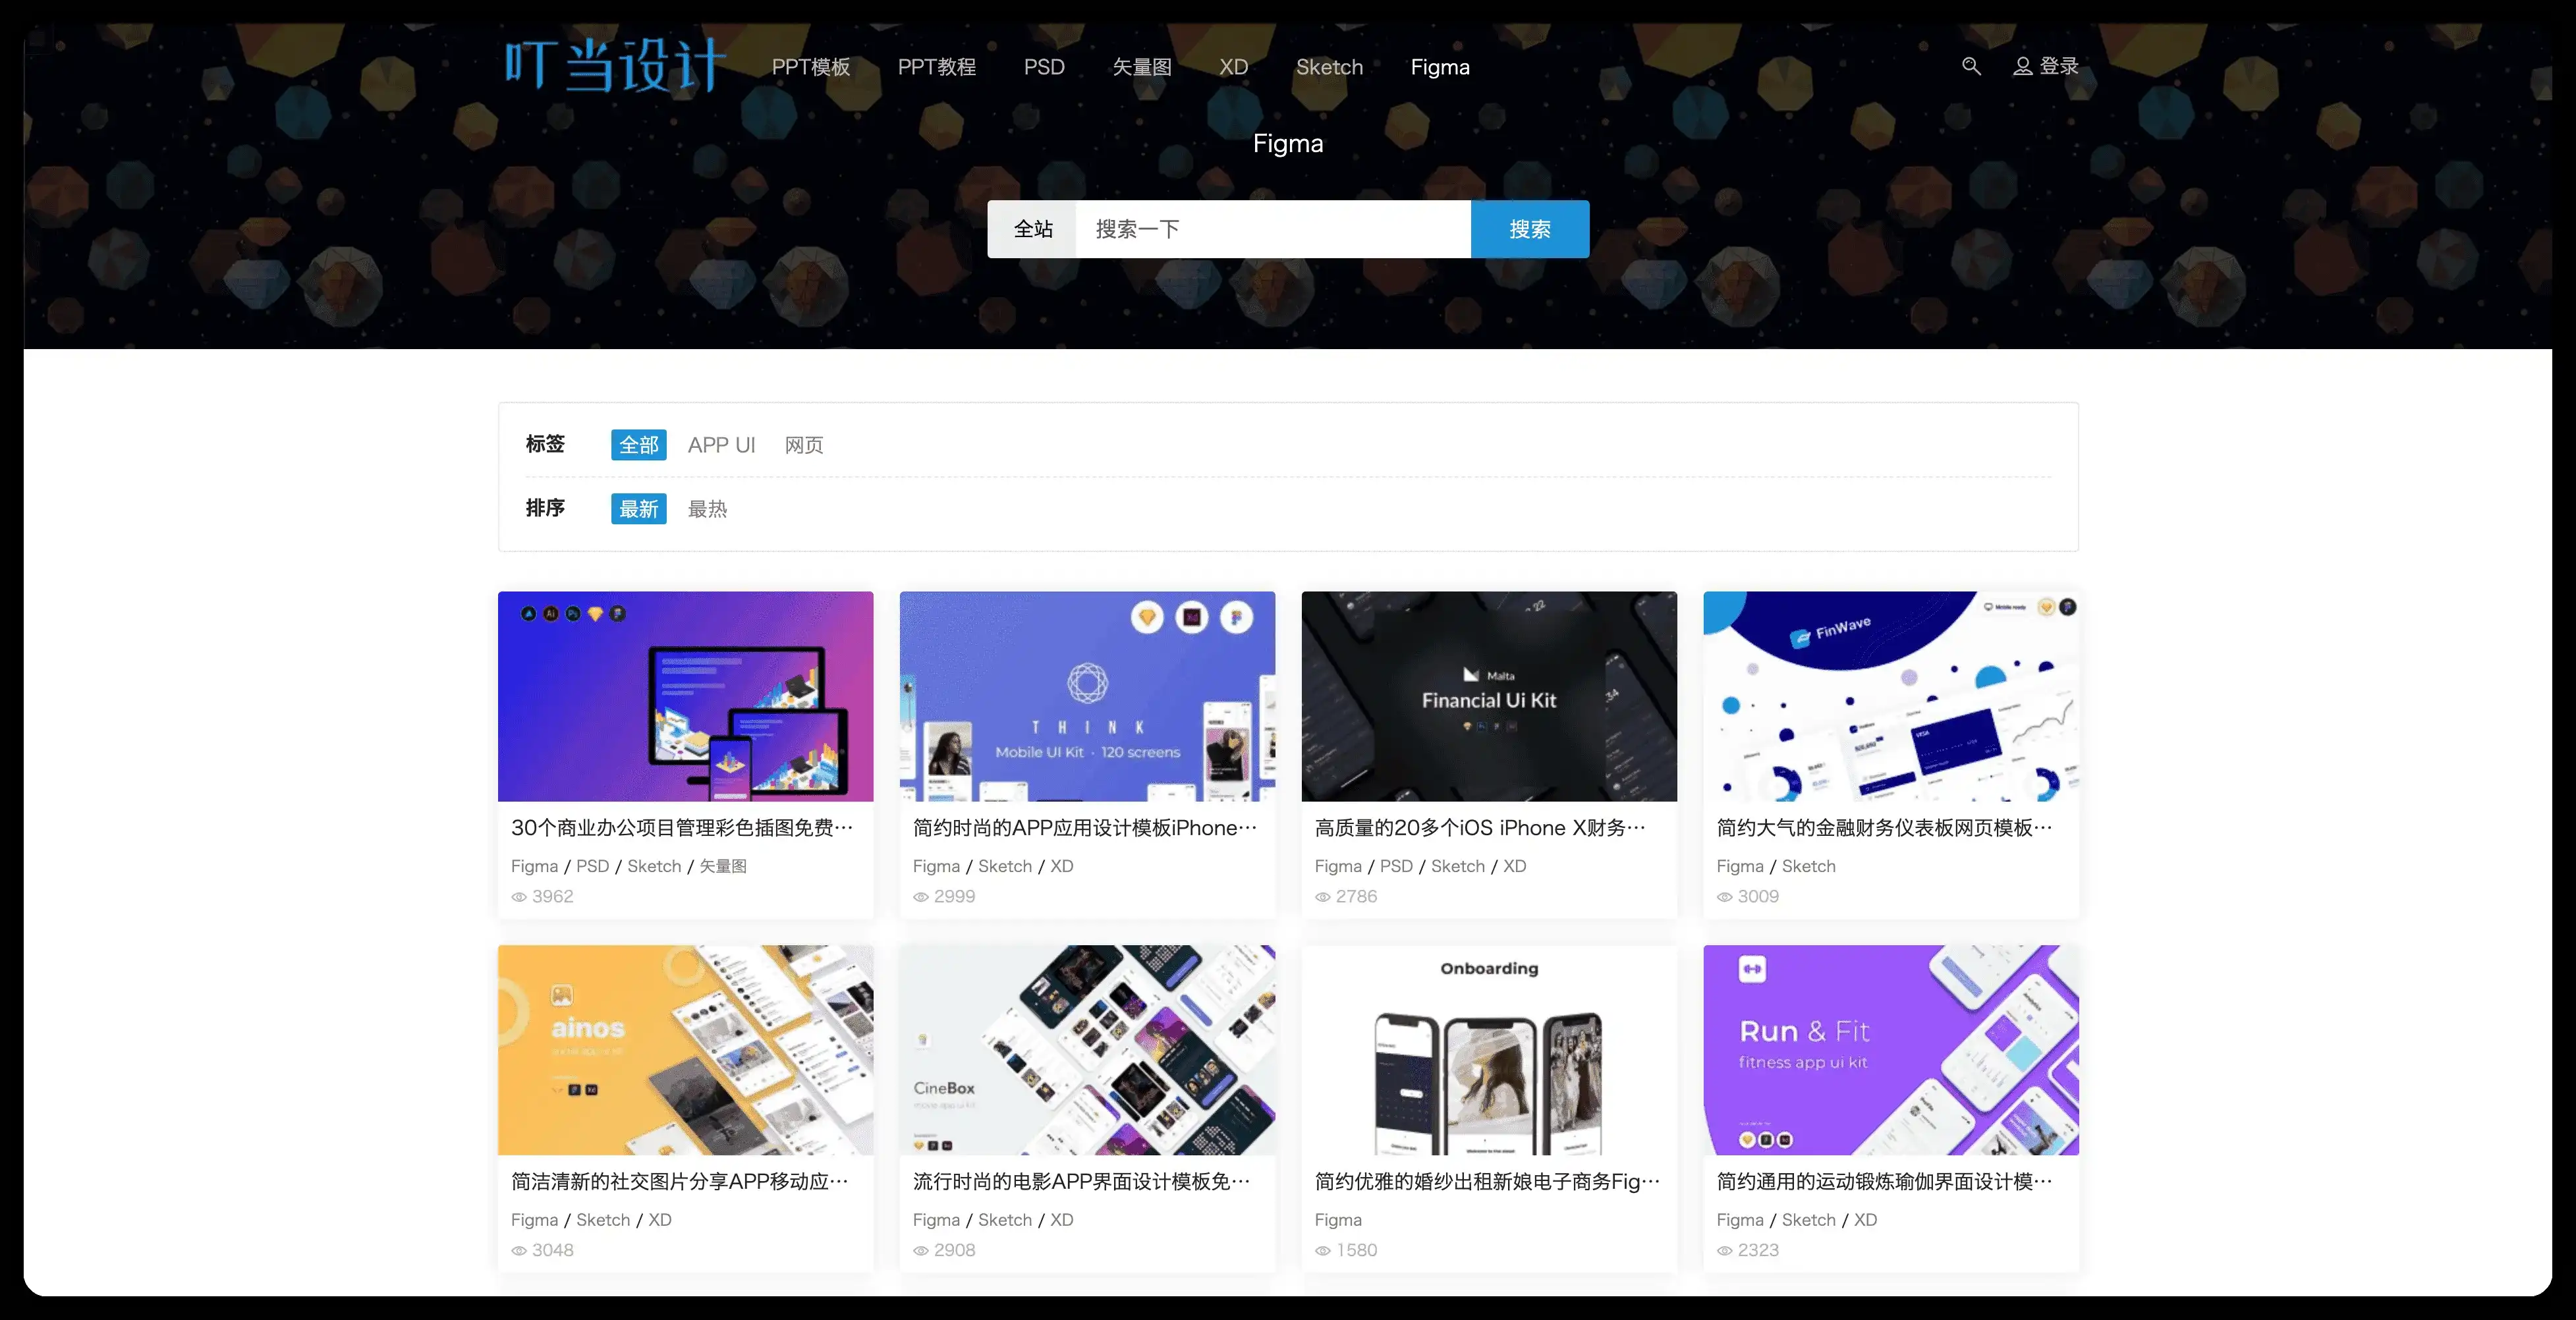 叮当设计 PPT模板 PPT教程 PSD 矢量图 XD Sketch Figma 登录
Figma
全站 搜索一下 搜索
标签 全部 APP UI 网页
排序 最新 最热
Mobile ready
FinWave
THINK
Mobile UI Kit · 120 screens
Malta
Financial Ui Kit
30个商业办公项目管理彩色插图免费…
Figma / PSD / Sketch / 矢量图
3962
简约时尚的APP应用设计模板iPhone…
Figma / Sketch / XD
2999
高质量的20多个iOS iPhone X财务…
Figma / PSD / Sketch / XD
2786
简约大气的金融财务仪表板网页模板…
Figma / Sketch
3009
ainos
CineBox
Onboarding
Run & Fit
fitness app ui kit
简洁清新的社交图片分享APP移动应…
Figma / Sketch / XD
3048
流行时尚的电影APP界面设计模板免…
Figma / Sketch / XD
2908
简约优雅的婚纱出租新娘电子商务Fig…
Figma
1580
简约通用的运动锻炼瑜伽界面设计模…
Figma / Sketch / XD
2323